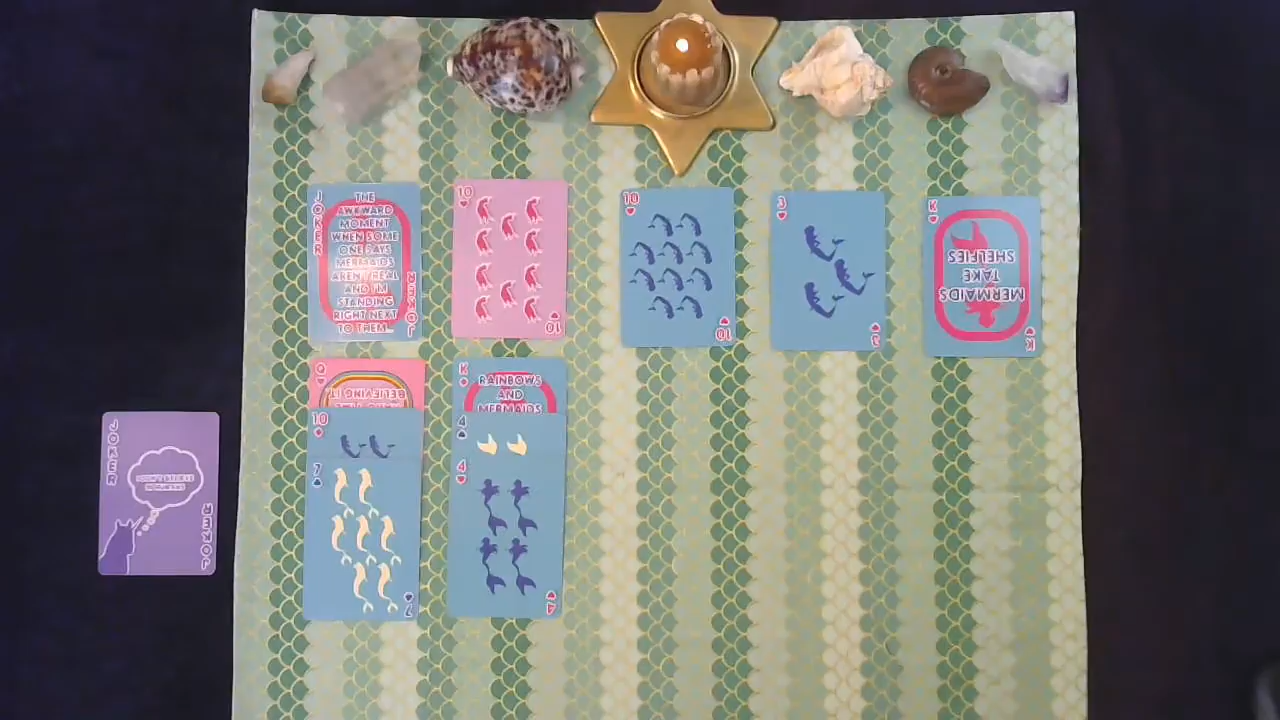 JOKER
THE
AWKWARD
MOMENT
WHEN SOME
ONE SAYS
MERMAIDS
AREN'T REAL
AND I'M
STANDING
RIGHT NEXT
TO THEM...
JOKER
10
10
10
10
3
3
K
MERMAIDS
TAKE
SHELFIES
K
Q
BELIEVING IT
10
7
7
K
RAINBOWS
AND
MERMAIDS
4
4
4
JOKER
JOKER